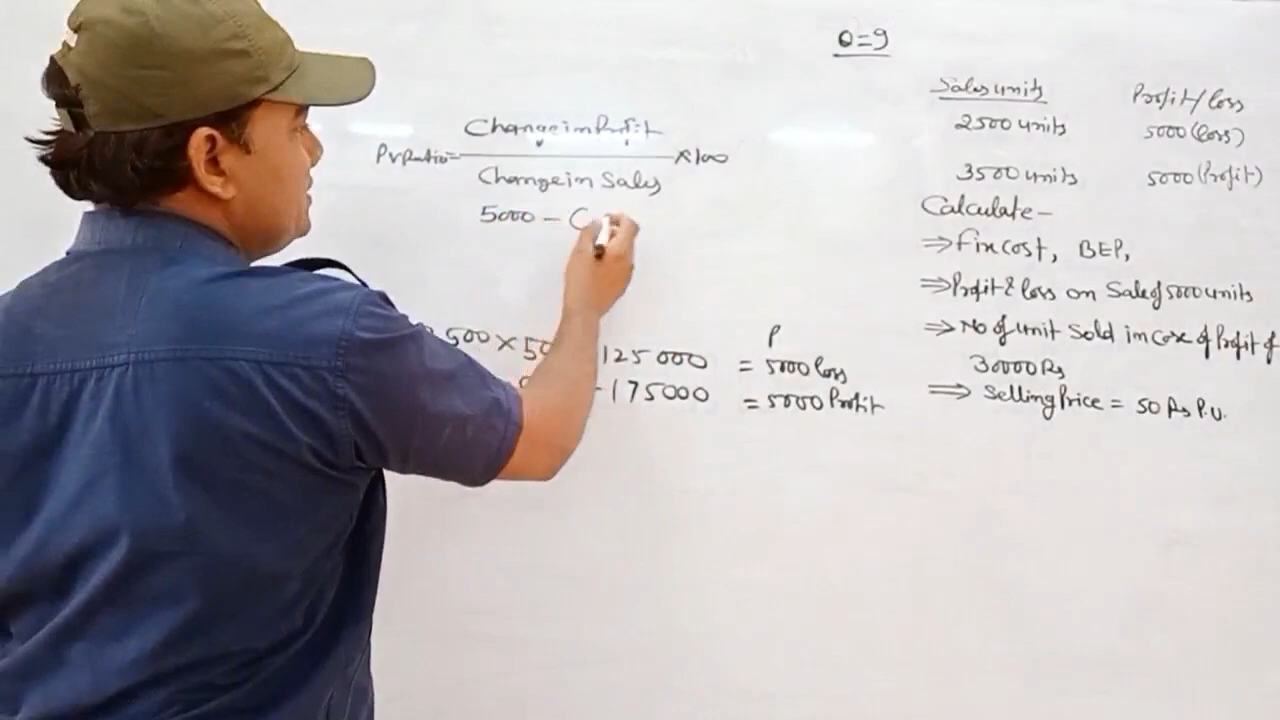 Q=9
Change in Profit
Pv Ratio= ×100
Change in Sales
5000 – (
500 × 50 125000
– 175000
P
= 5000 loss
= 5000 Profit
Sales units Profit/loss
2500 units 5000 (loss)
3500 units 5000 (Profit)
Calculate –
⇒ fix cost, BEP,
⇒ Profit & loss on Sale of 5000 units
⇒ No of unit Sold in Case of Profit of
30000 Rs
⇒ Selling Price = 50 Rs P.U.